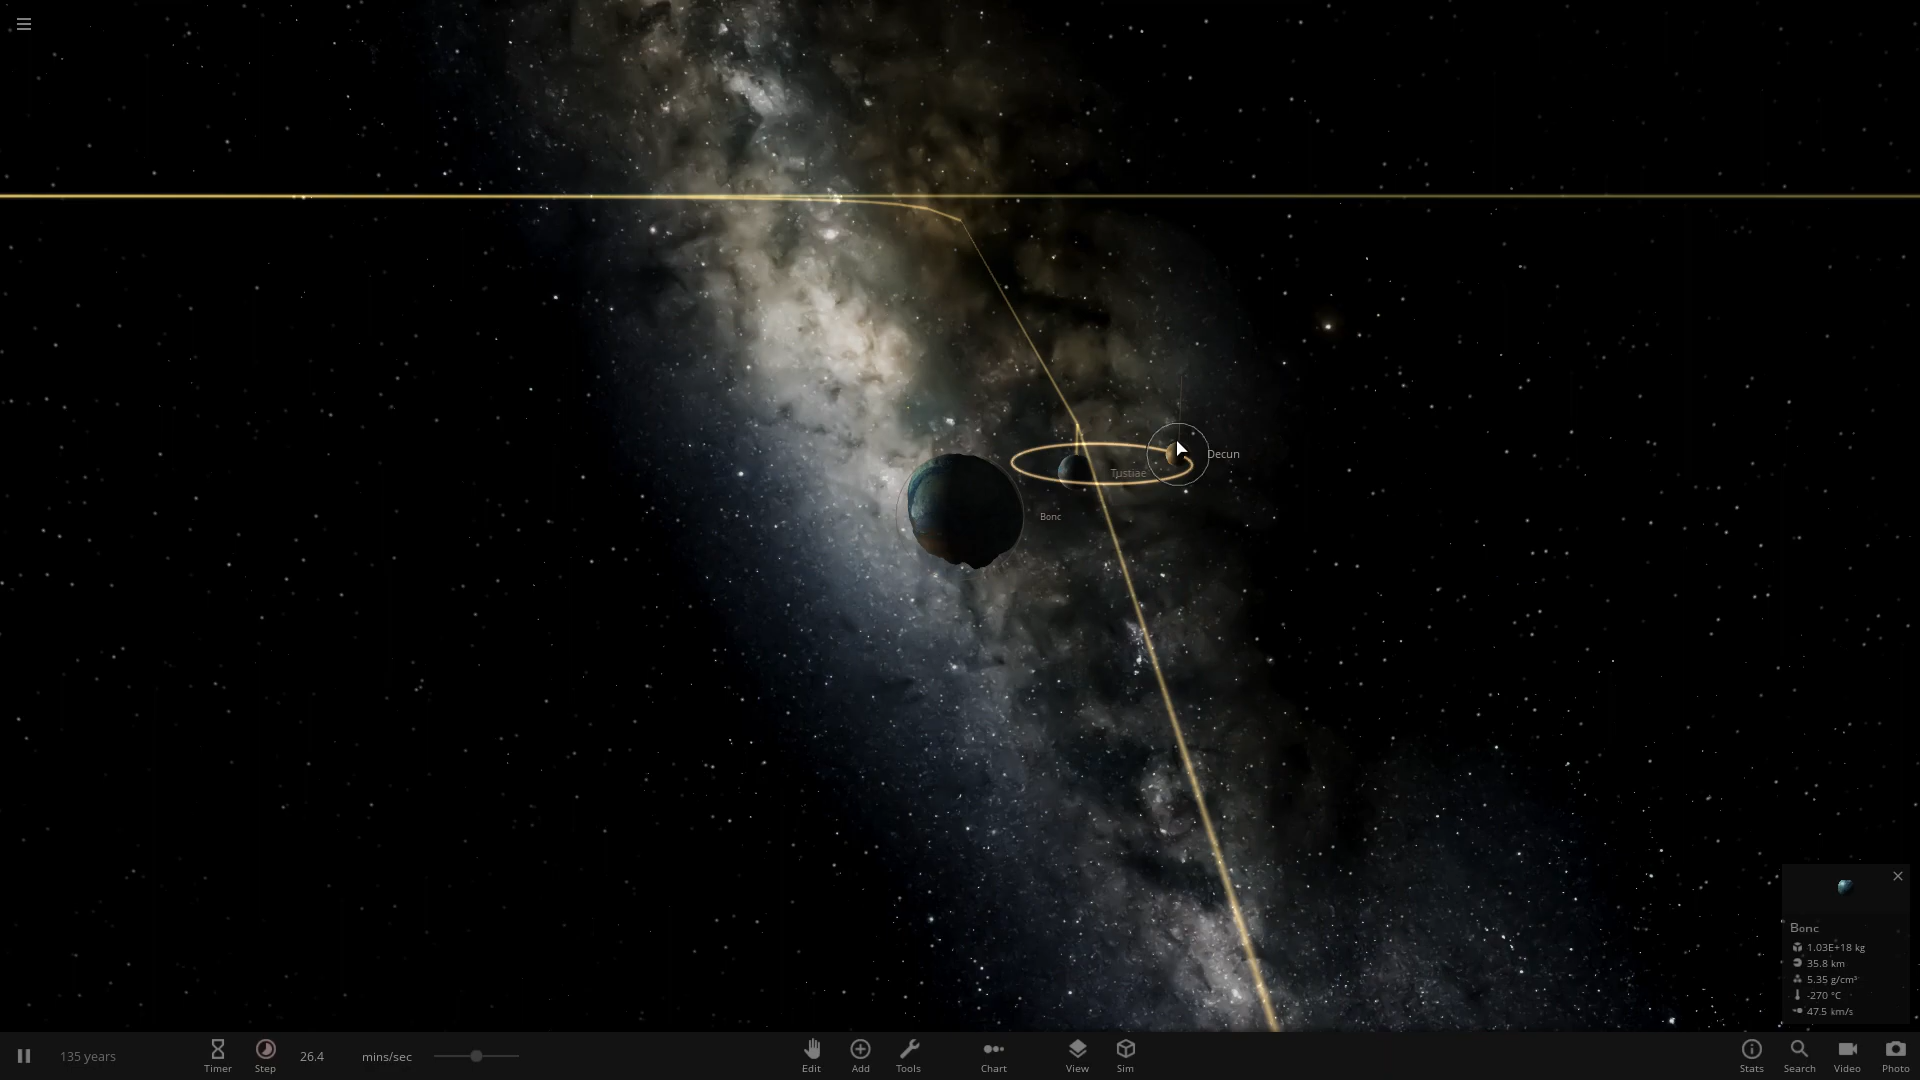 Decun
Tustiae
Bonc
Bonc
1.03E+18 kg
35.8 km
5.35 g/cm³
-270 °C
47.5 km/s
135 years
Timer
Step
26.4
mins/sec
Edit
Add
Tools
Chart
View
Sim
Stats
Search
Video
Photo